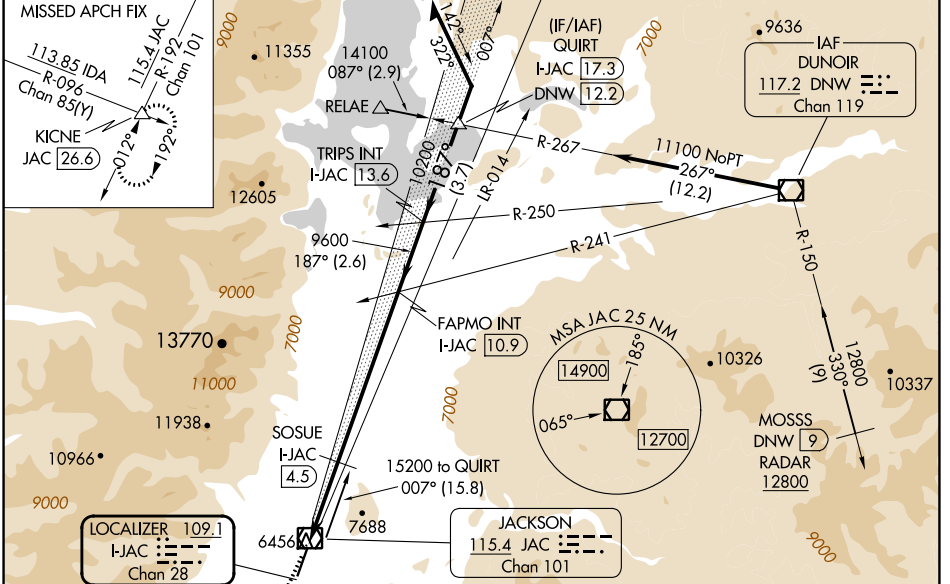 MISSED APCH FIX
113.85 IDA
R-096
Chan 85(Y)
115.4 JAC
R-192
Chan 101
KICNE
JAC 26.6
012°
192°
9000
11355
14100
087° (2.9)
RELAE
142°
322°
007°
(IF/IAF)
QUIRT
I-JAC 17.3
DNW 12.2
7000
9636
IAF
DUNOIR
117.2 DNW
Chan 119
TRIPS INT
I-JAC 13.6
10200
187°
(3.7)
LR-014
R-267
11100 NoPT
267°
(12.2)
12605
R-250
R-241
R-150
9600
187° (2.6)
9000
7000
FAPMO INT
I-JAC 10.9
13770
11000
MSA JAC 25 NM
185°
14900
065°
12700
10326
12800
330°
(9)
10337
7000
11938
10966
9000
SOSUE
I-JAC
4.5
15200 to QUIRT
007° (15.8)
MOSSS
DNW 9
RADAR
12800
9000
LOCALIZER 109.1
I-JAC
Chan 28
6456
7688
JACKSON
115.4 JAC
Chan 101